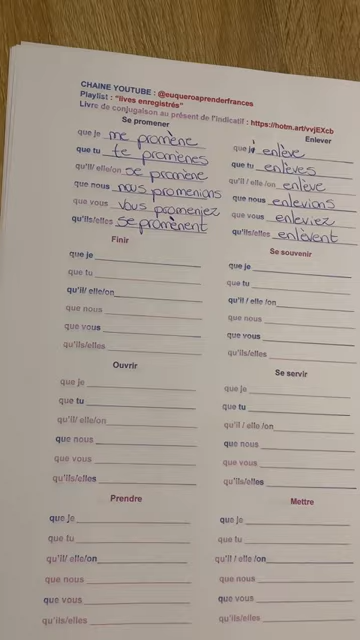 CHAINE YOUTUBE : @euqueroaprenderfrances
Playlist : "lives enregistrés"
Livre de conjugaison au présent de l'indicatif : https://hotm.art/vvjEXcb
Se promener
que je me promène
que tu te promènes
qu'il/ elle/on se promène
que nous nous promenions
que vous vous promeniez
qu'ils/elles se promènent
Enlever
que je enlève
que tu enlèves
qu'il / elle /on enlève
que nous enlevions
que vous enleviez
qu'ils/elles enlèvent
Finir
que je
que tu
qu'il/ elle/on
que nous
que vous
qu'ils/elles
Se souvenir
que je
que tu
qu'il / elle /on
que nous
que vous
qu'ils/elles
Ouvrir
que je
que tu
qu'il/ elle/on
que nous
que vous
qu'ils/elles
Se servir
que je
que tu
qu'il / elle /on
que nous
que vous
qu'ils/elles
Prendre
que je
que tu
qu'il/ elle/on
que nous
que vous
qu'ils/elles
Mettre
que je
que tu
qu'il / elle /on
que nous
que vous
qu'ils/elles